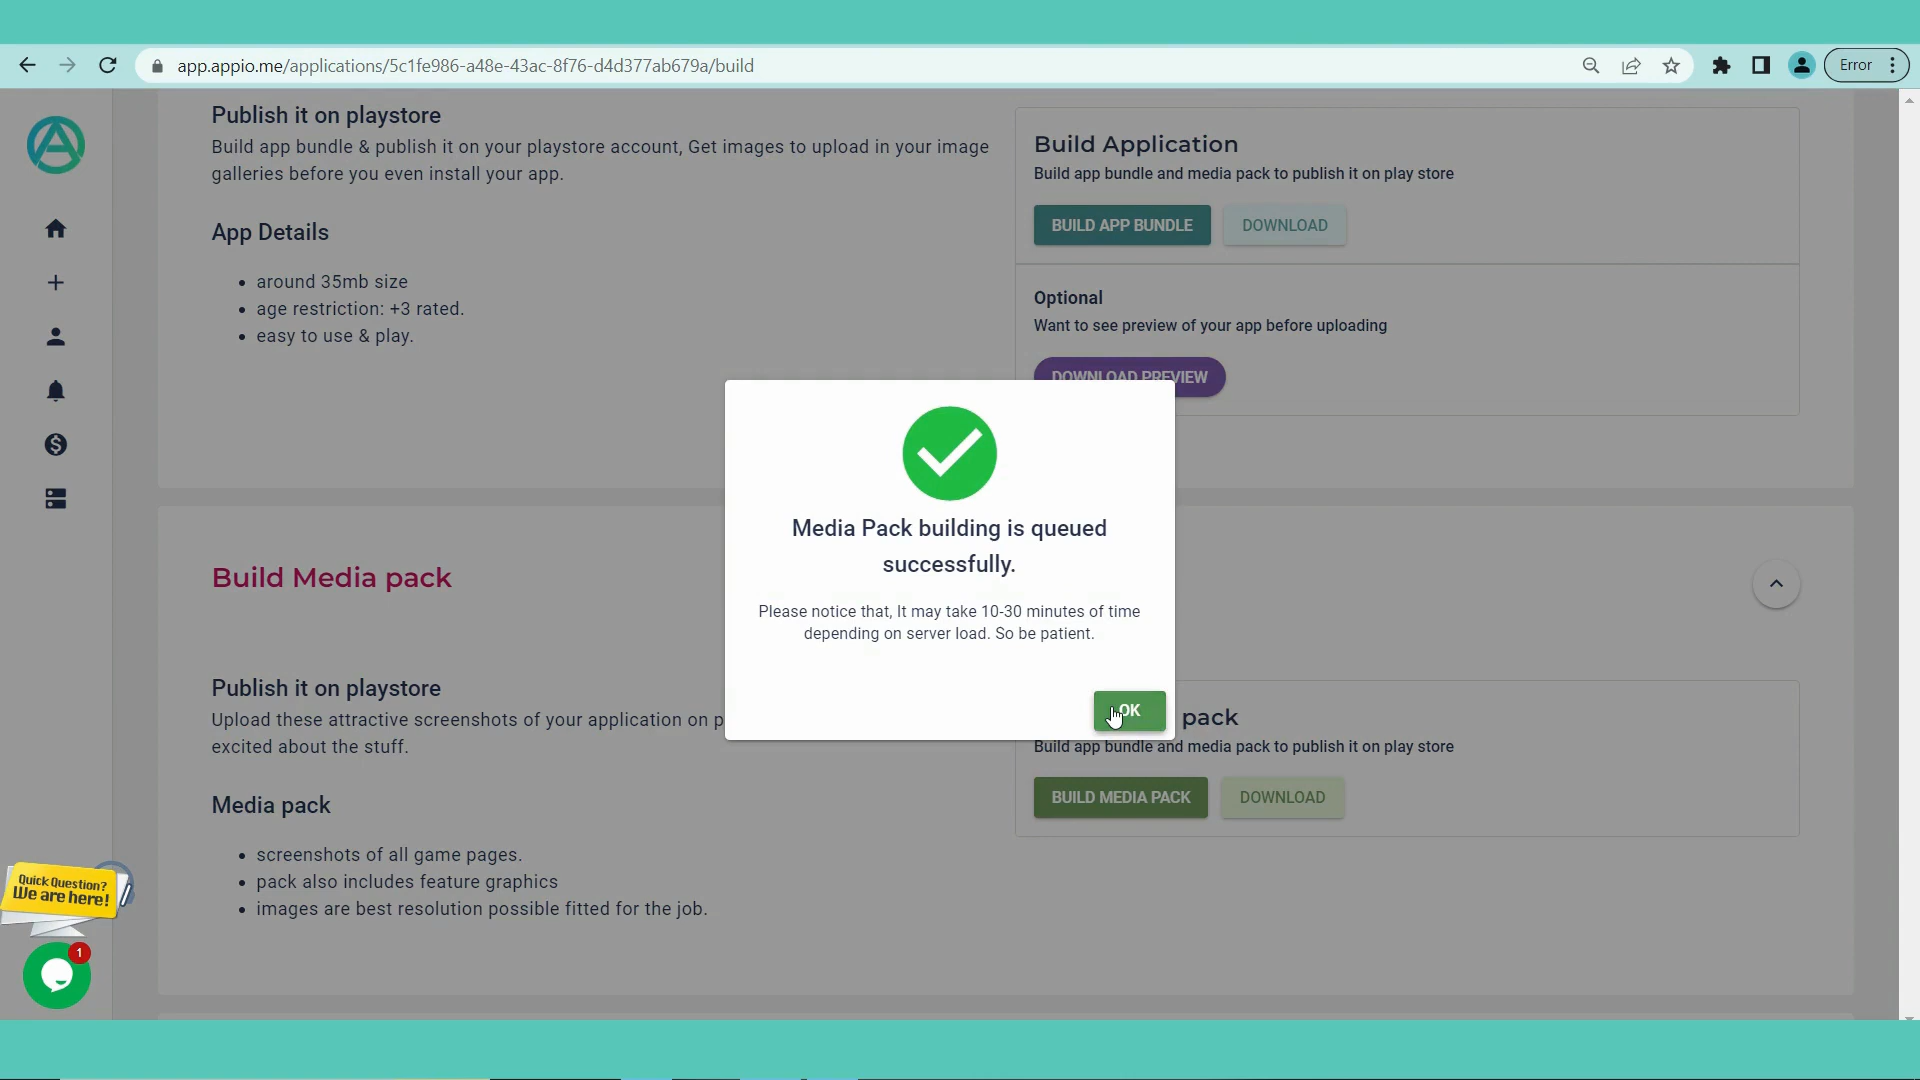 app.appio.me/applications/5c1fe986-a48e-43ac-8f76-d4d377ab679a/build
Error
Publish it on playstore
Build app bundle & publish it on your playstore account, Get images to upload in your image
galleries before you even install your app.
App Details
around 35mb size
age restriction: +3 rated.
easy to use & play.
Build Application
Build app bundle and media pack to publish it on play store
BUILD APP BUNDLE
DOWNLOAD
Optional
Want to see preview of your app before uploading
DOWNLOAD PREVIEW
Media Pack building is queued
successfully.
Please notice that, It may take 10-30 minutes of time
depending on server load. So be patient.
OK
Build Media pack
Publish it on playstore
Upload these attractive screenshots of your application on p
excited about the stuff.
Media pack
screenshots of all game pages.
pack also includes feature graphics
images are best resolution possible fitted for the job.
pack
Build app bundle and media pack to publish it on play store
BUILD MEDIA PACK
DOWNLOAD
Quick Question?
We are here!
1